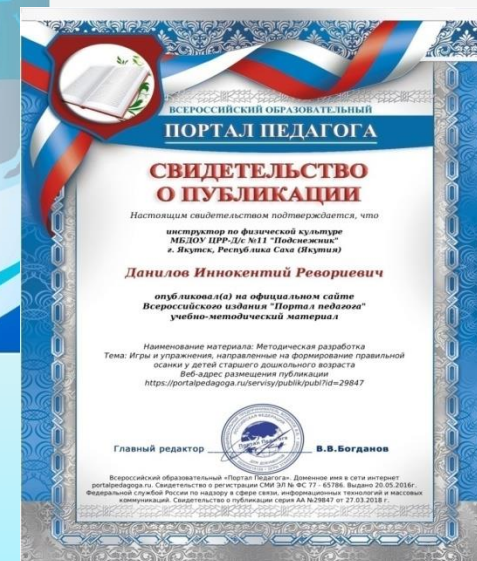 ВСЕРОССИЙСКИЙ ОБРАЗОВАТЕЛЬНЫЙ
ПОРТАЛ ПЕДАГОГА
СВИДЕТЕЛЬСТВО
О ПУБЛИКАЦИИ
Настоящим свидетельством подтверждается, что
инструктор по физической культуре
МБДОУ ЦРР-Д/с №11 "Подснежник"
г. Якутск, Республика Саха (Якутия)
Данилов ИннокентийРевориевич
опубликовал(а) на официальном сайте
Всероссийского издания "Портал педагога"
учебно-методический материал
Наименование материала: Методическая разработка
Тема: Игры и упражнения, направленные на формирование правильной
осанки у детей старшего дошкольного возраста
Веб-адрес размещения публикации
https://portalpedagoga.ru/servisy/publik/publ?id=29847
Главный редактор В.В.Богданов
Портал Педагога
Всероссийский образовательный «Портал Педагога». Доменное имя в сети интернет
portalpedagoga.ru. Свидетельство о регистрации СМИ ЭЛ № ФС 77 - 65786. Выдано 20.05.2016г.
Федеральной службой России по надзору в сфере связи, информационных технологий и массовых
коммуникаций. Свидетельство о публикации серия АА №29847 от 27.03.2018 г.